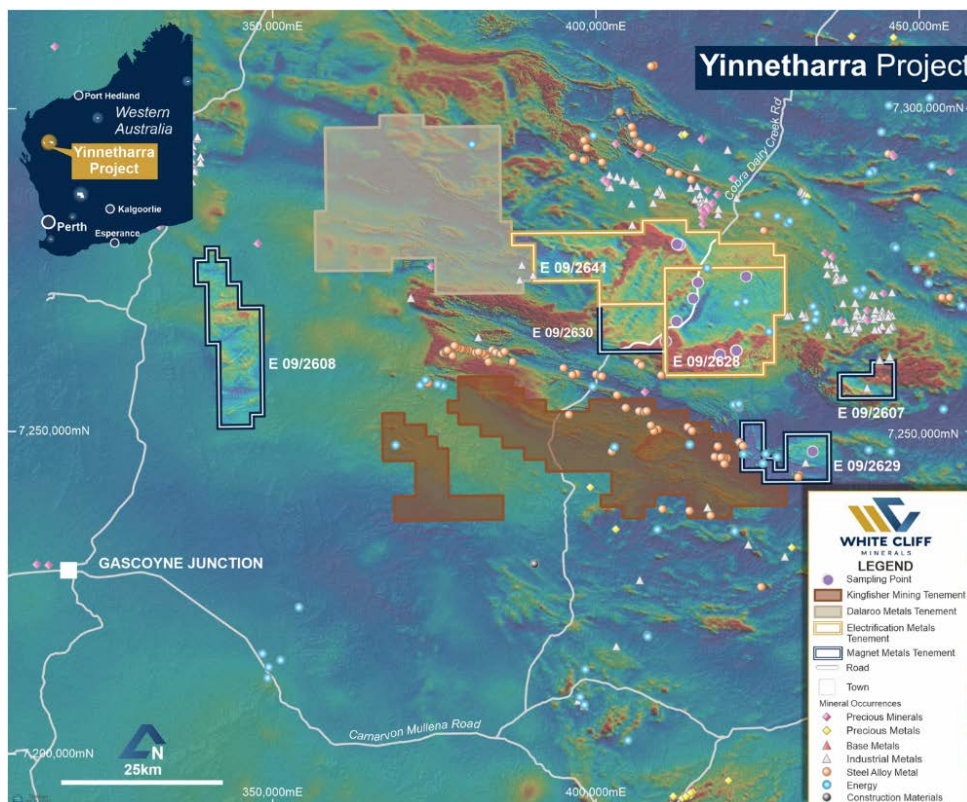 350,000mE
400,000mE
450,000mE
Yinnetharra Project
Port Hedland
Western
Australia
Yinnetharra
Project
Kalgoorlie
Perth
Esperance
7,300,000mN
Cobra Dairy Creek Rd
E 09/2641
E 09/2630
E 09/2628
E 09/2608
E 09/2607
7,250,000mN
7,250,000mN
E 09/2629
GASCOYNE JUNCTION
WHITE CLIFF
MINERALS
LEGEND
Sampling Point
Kingfisher Mining Tenement
Dalaroo Metals Tenement
Electrification Metals
Tenement
Magnet Metals Tenement
Road
Town
Mineral Occurrences
Precious Minerals
Precious Metals
Base Metals
Industrial Metals
Steel Alloy Metal
Energy
Construction Materials
Carnarvon Mullena Road
7,200,000mN
N
25km
350,000mE
400,000mE